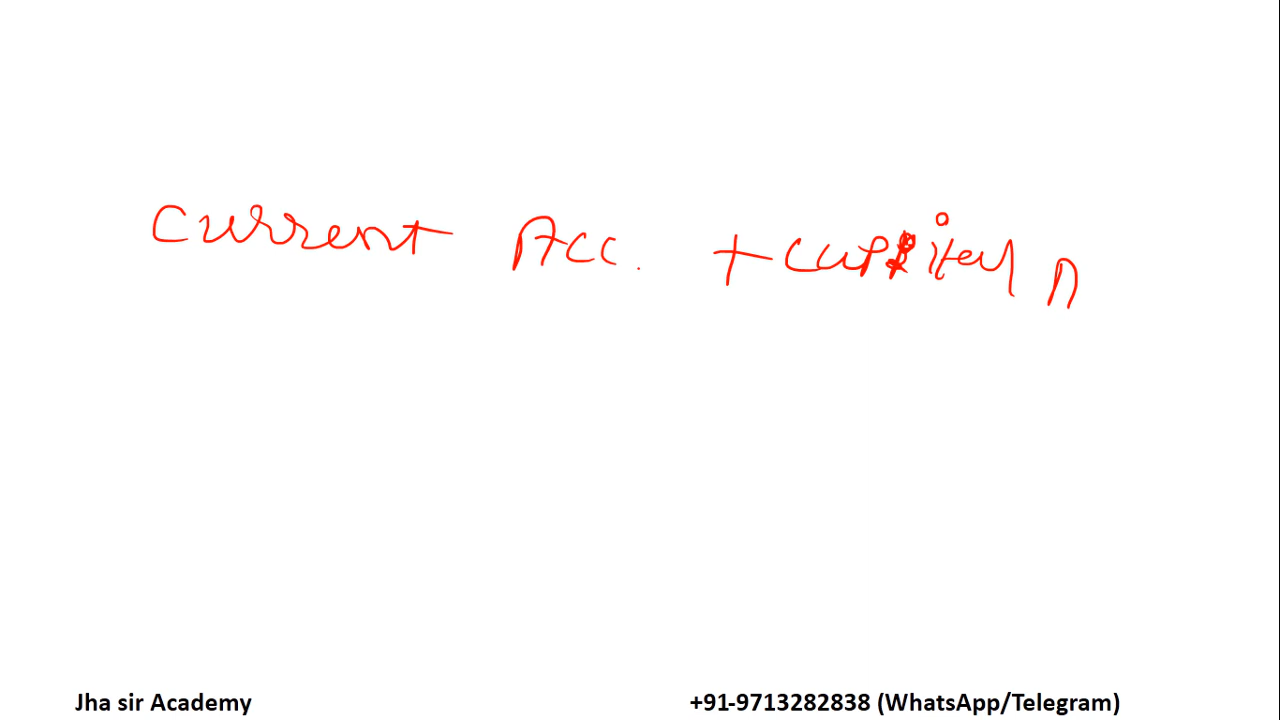 Current Acc. + Capital A
Jha sir Academy
+91-9713282838 (WhatsApp/Telegram)